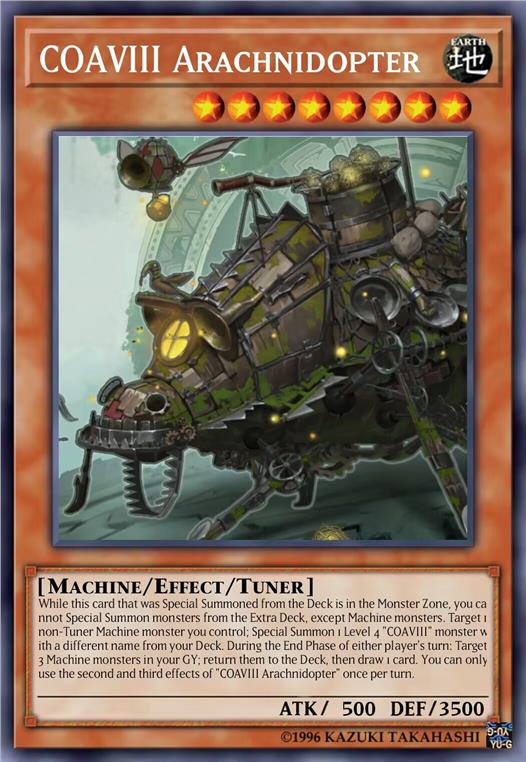 COAVIII Arachnidopter
EARTH
地
[Machine/Effect/Tuner]
While this card that was Special Summoned from the Deck is in the Monster Zone, you ca
nnot Special Summon monsters from the Extra Deck, except Machine monsters. Target 1
non-Tuner Machine monster you control; Special Summon 1 Level 4 "COAVIII" monster w
ith a different name from your Deck. During the End Phase of either player's turn: Target
3 Machine monsters in your GY; return them to the Deck, then draw 1 card. You can only
use the second and third effects of "COAVIII Arachnidopter" once per turn.
ATK/ 500 DEF/3500
©1996 KAZUKI TAKAHASHI
YU-G
YU-G